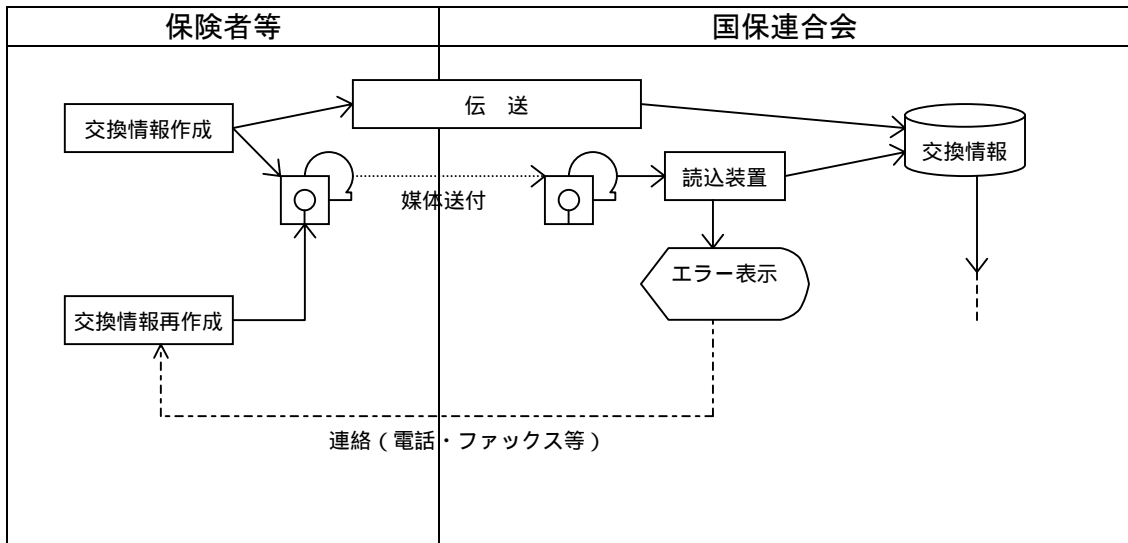 保険者等
国保連合会
伝　送
交換情報作成
交換情報
読込装置
媒体送付
エラー表示
交換情報再作成
連絡（電話・ファックス等）